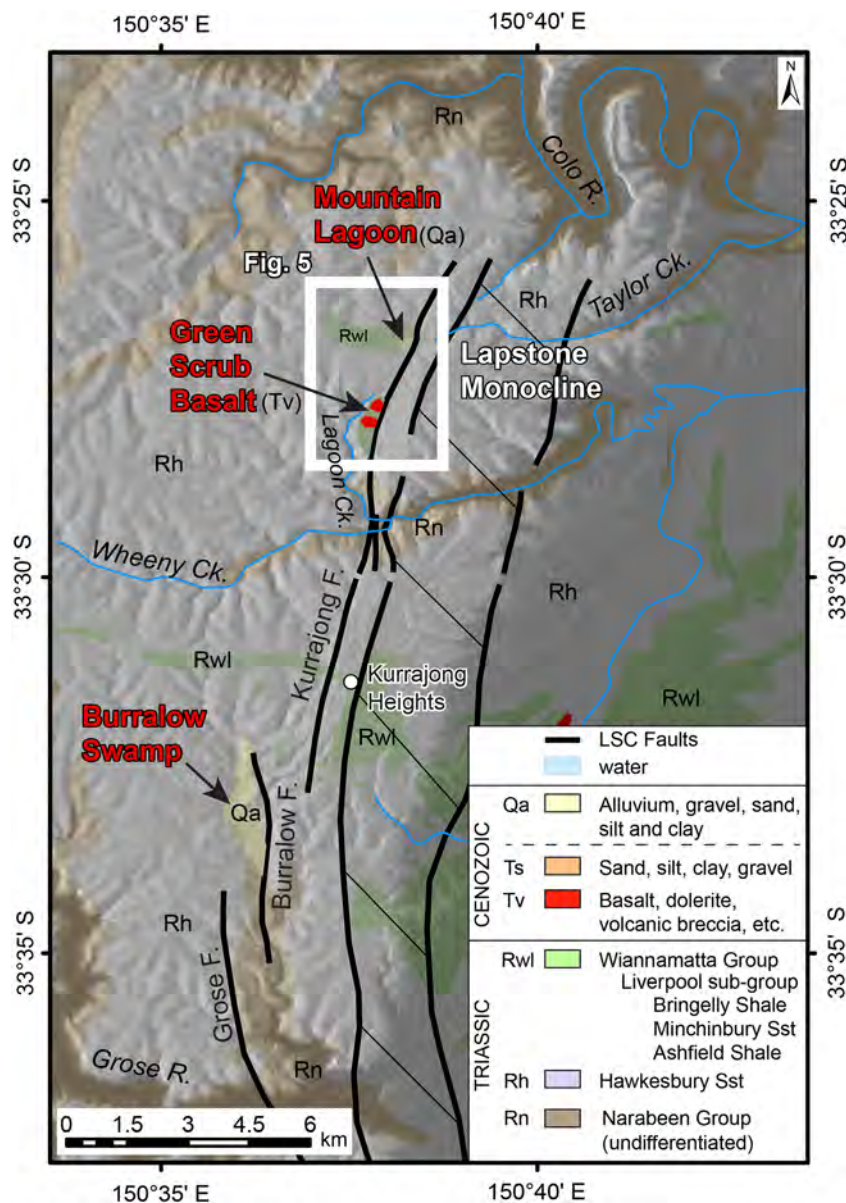 150°35' E
150°40' E
N
Rn
Colo R.
33°25' S
33°25' S
Mountain
Lagoon (Qa)
Fig. 5
Rh
Taylor Ck.
Green
Scrub
Basalt (Tv)
Rwl
Lapstone
Monocline
Rh
Lagoon Ck.
Rn
Wheeny Ck.
33°30' S
33°30' S
Kurrajong F.
Rh
Rwl
Kurrajong
Heights
Rwl
Rwl
Burralow
Swamp
Qa
Burralow F.
Rh
Grose F.
33°35' S
33°35' S
Grose R.
Rn
0 1.5 3 4.5 6
km
LSC Faults
water
CENOZOIC
Qa Alluvium, gravel, sand,
silt and clay
Ts Sand, silt, clay, gravel
Tv Basalt, dolerite,
volcanic breccia, etc.
TRIASSIC
Rwl Wiannamatta Group
Liverpool sub-group
Bringelly Shale
Minchinbury Sst
Ashfield Shale
Rh Hawkesbury Sst
Rn Narabeen Group
(undifferentiated)
150°35' E
150°40' E